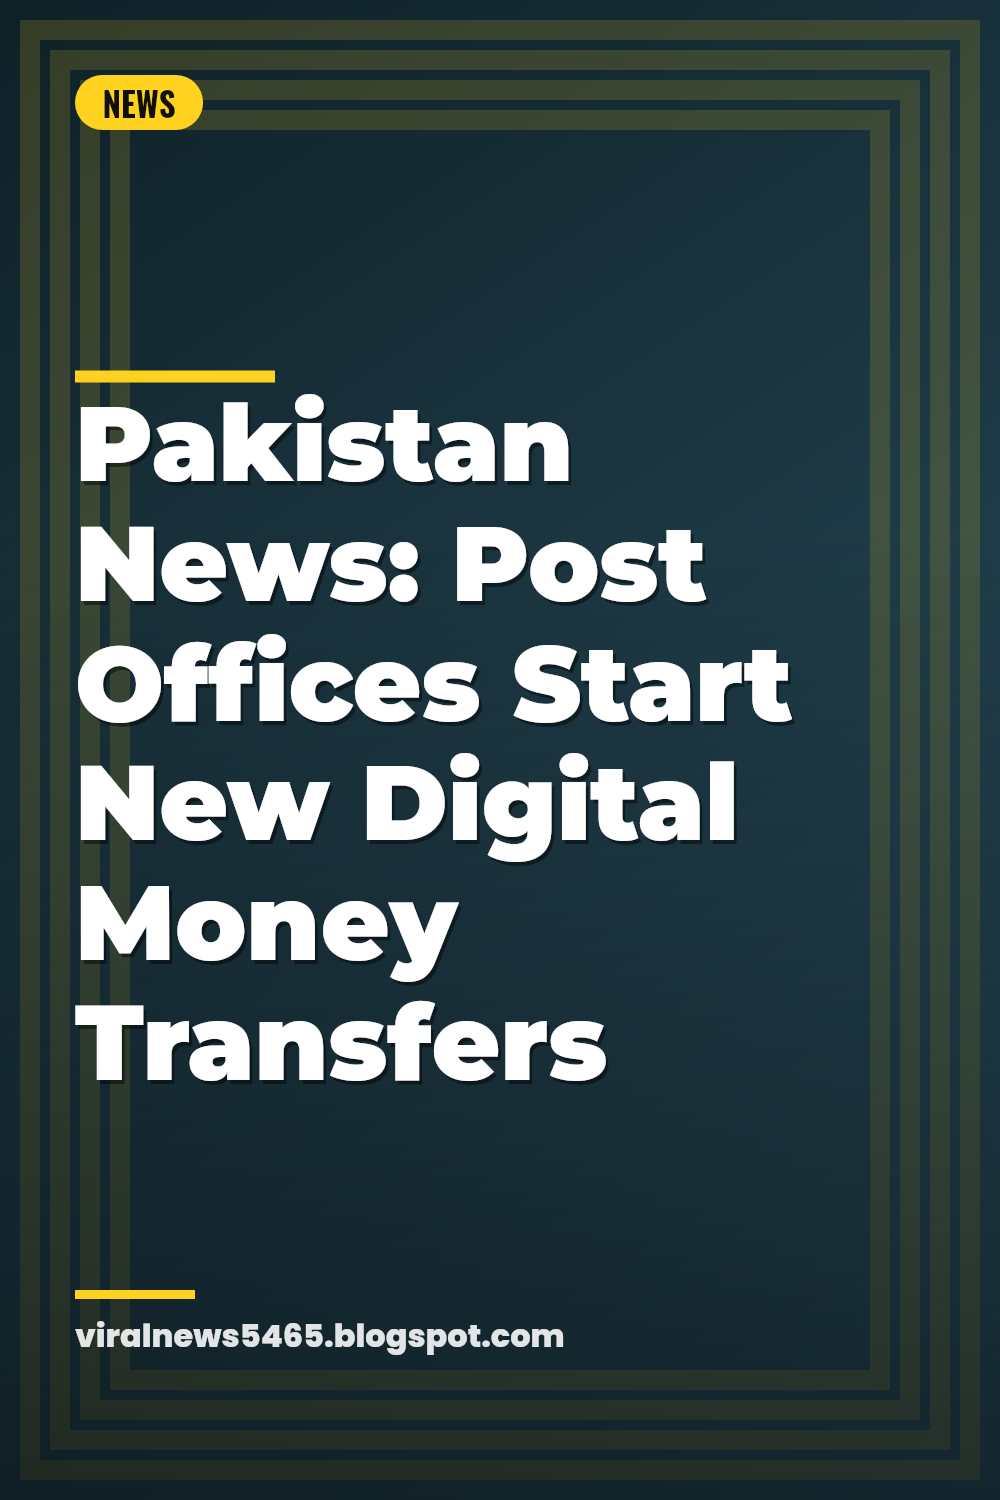 NEWS
Pakistan
News: Post
Offices Start
New Digital
Money
Transfers
viralnews5465.blogspot.com